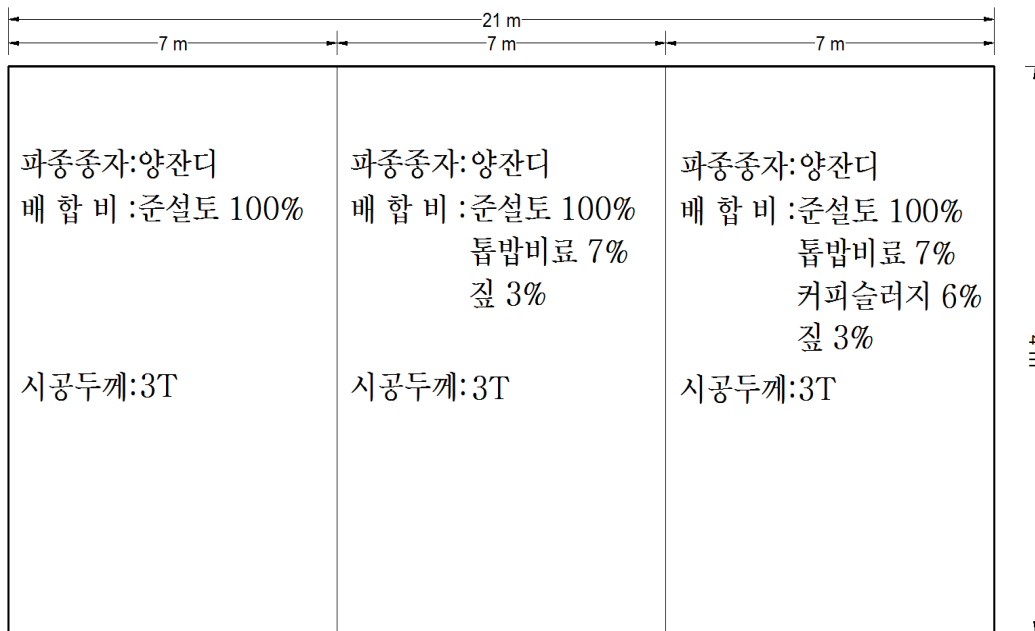 21 m
7 m
7 m
7 m
파종종자:양잔디
배 합 비 :준설토 100%
시공두께:3T
파종종자:양잔디
배 합 비 :준설토 100%
톱밥비료 7%
짚 3%
시공두께:3T
파종종자:양잔디
배 합 비 :준설토 100%
톱밥비료 7%
커피슬러지 6%
짚 3%
시공두께:3T